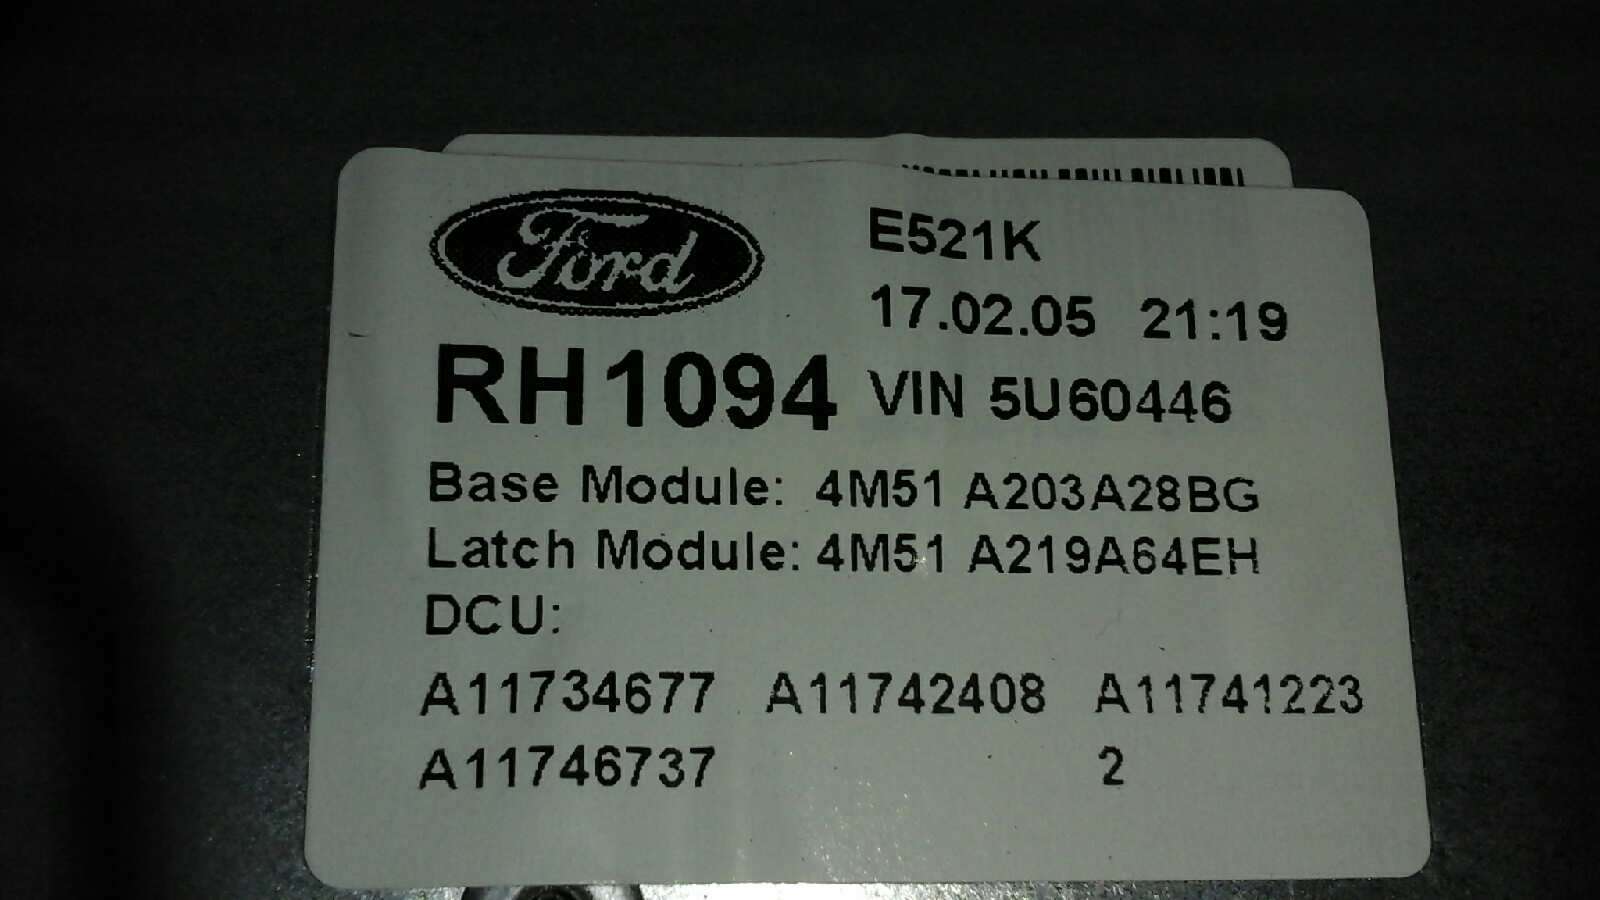 Ford
E521K
17.02.05 21:19
RH1094 VIN 5U60446
Base Module: 4M51 A203A28BG
Latch Module: 4M51 A219A64EH
DCU:
A11734677 A11742408 A11741223
A11746737 2